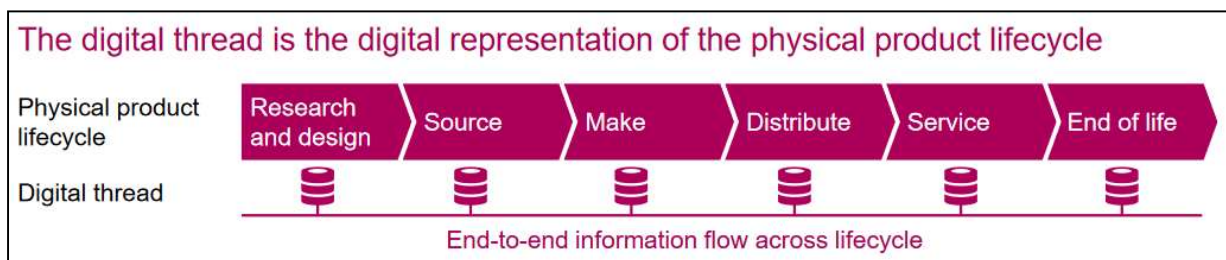 The digital thread is the digital representation of the physical product lifecycle
Physical product
lifecycle
Research
and design
Source
Make
Distribute
Service
End of life
Digital thread
End-to-end information flow across lifecycle